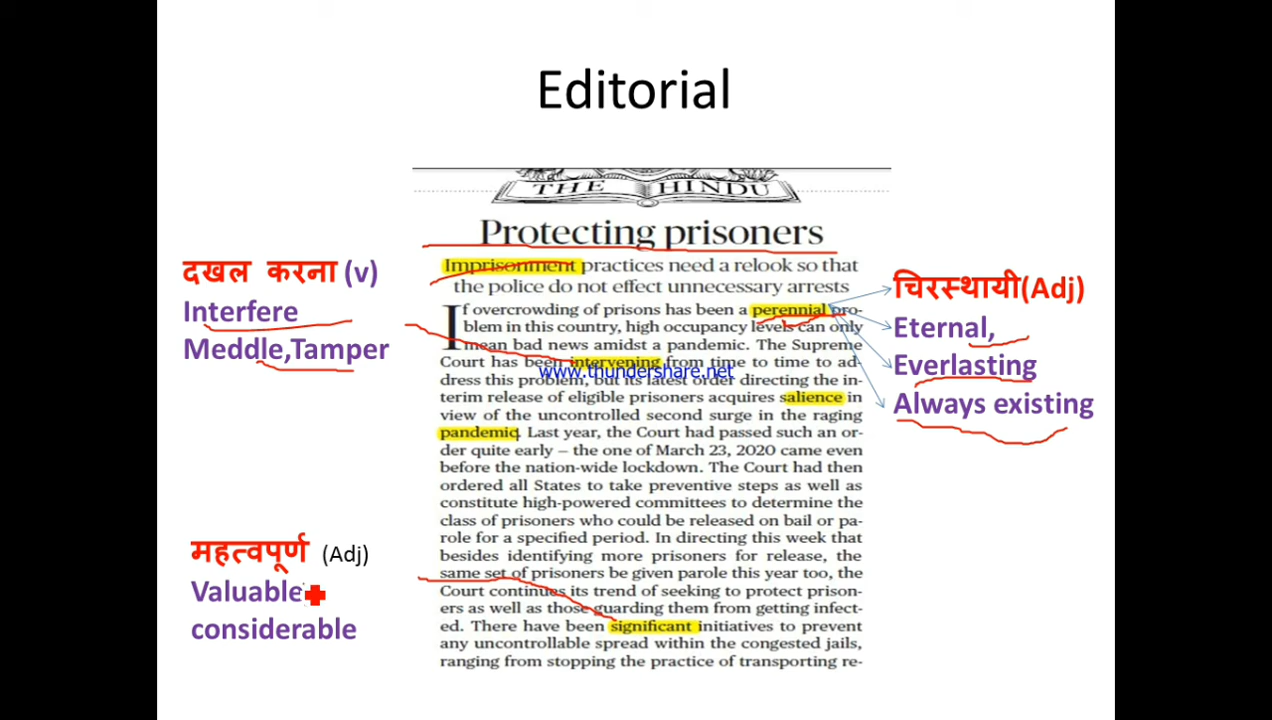 Editorial
THE HINDU
Protecting prisoners
Imprisonment practices need a relook so that
the police do not effect unnecessary arrests
If overcrowding of prisons has been a perennial pro-
blem in this country, high occupancy levels can only
mean bad news amidst a pandemic. The Supreme
Court has been intervening from time to time to ad-
dress this problem, but its latest order directing the in-
terim release of eligible prisoners acquires salience in
view of the uncontrolled second surge in the raging
pandemic. Last year, the Court had passed such an or-
der quite early – the one of March 23, 2020 came even
before the nation-wide lockdown. The Court had then
ordered all States to take preventive steps as well as
constitute high-powered committees to determine the
class of prisoners who could be released on bail or pa-
role for a specified period. In directing this week that
besides identifying more prisoners for release, the
same set of prisoners be given parole this year too, the
Court continues its trend of seeking to protect prison-
ers as well as those guarding them from getting infect-
ed. There have been significant initiatives to prevent
any uncontrollable spread within the congested jails,
ranging from stopping the practice of transporting re-
www.thundershare.net
दखल करना (v)
Interfere
Meddle,Tamper
महत्वपूर्ण (Adj)
Valuable
considerable
चिरस्थायी(Adj)
Eternal,
Everlasting
Always existing